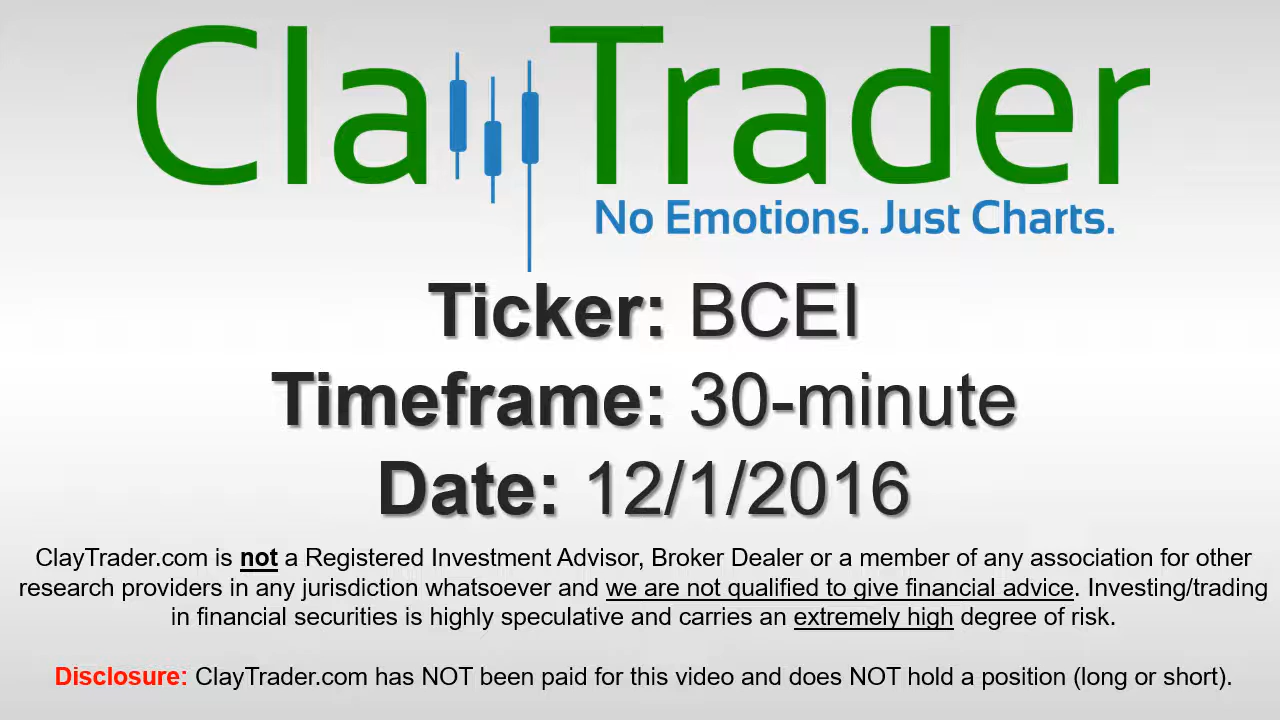 ClayTrader
No Emotions. Just Charts.
Ticker: BCEI
Timeframe: 30-minute
Date: 12/1/2016
ClayTrader.com is not a Registered Investment Advisor, Broker Dealer or a member of any association for other
research providers in any jurisdiction whatsoever and we are not qualified to give financial advice. Investing/trading
in financial securities is highly speculative and carries an extremely high degree of risk.
Disclosure: ClayTrader.com has NOT been paid for this video and does NOT hold a position (long or short).